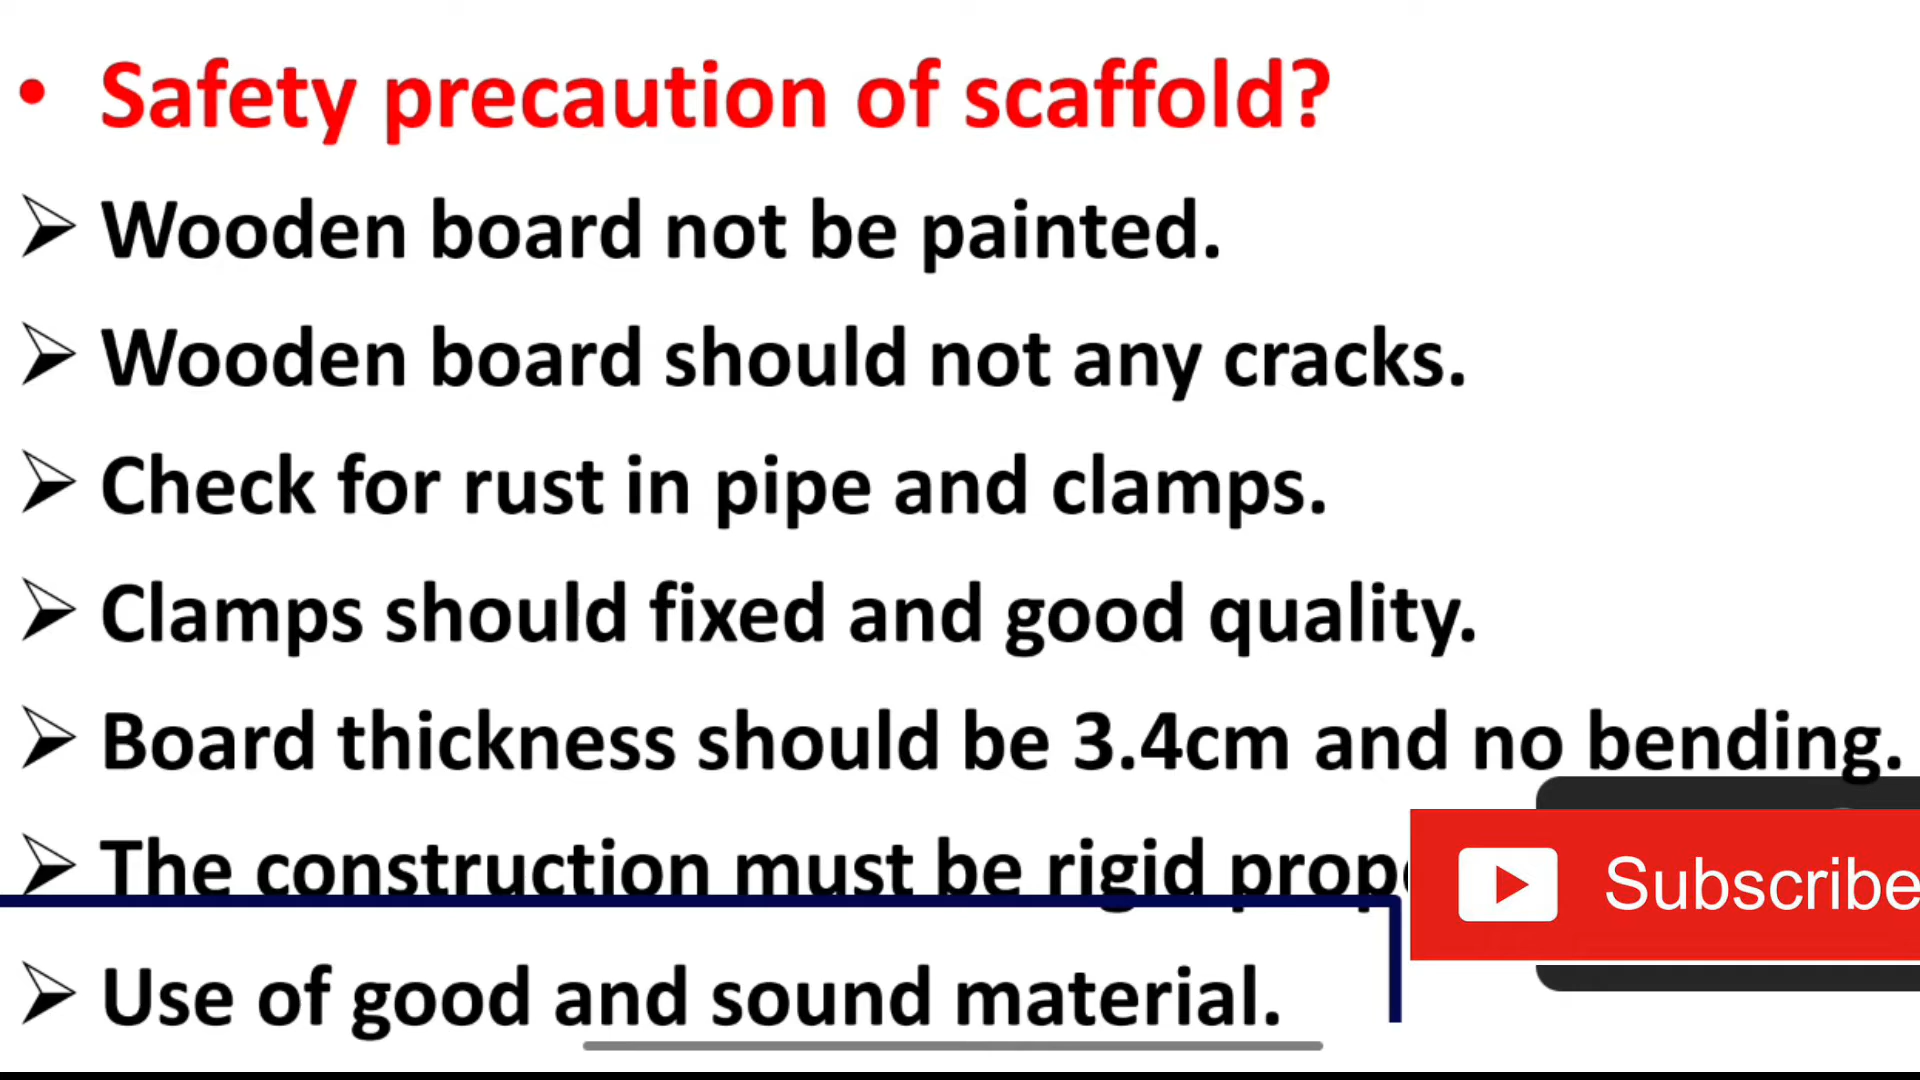 • Safety precaution of scaffold?
➢ Wooden board not be painted.
➢ Wooden board should not any cracks.
➢ Check for rust in pipe and clamps.
➢ Clamps should fixed and good quality.
➢ Board thickness should be 3.4cm and no bending.
➢ The construction must be rigid
Subscribe
➢ Use of good and sound material.